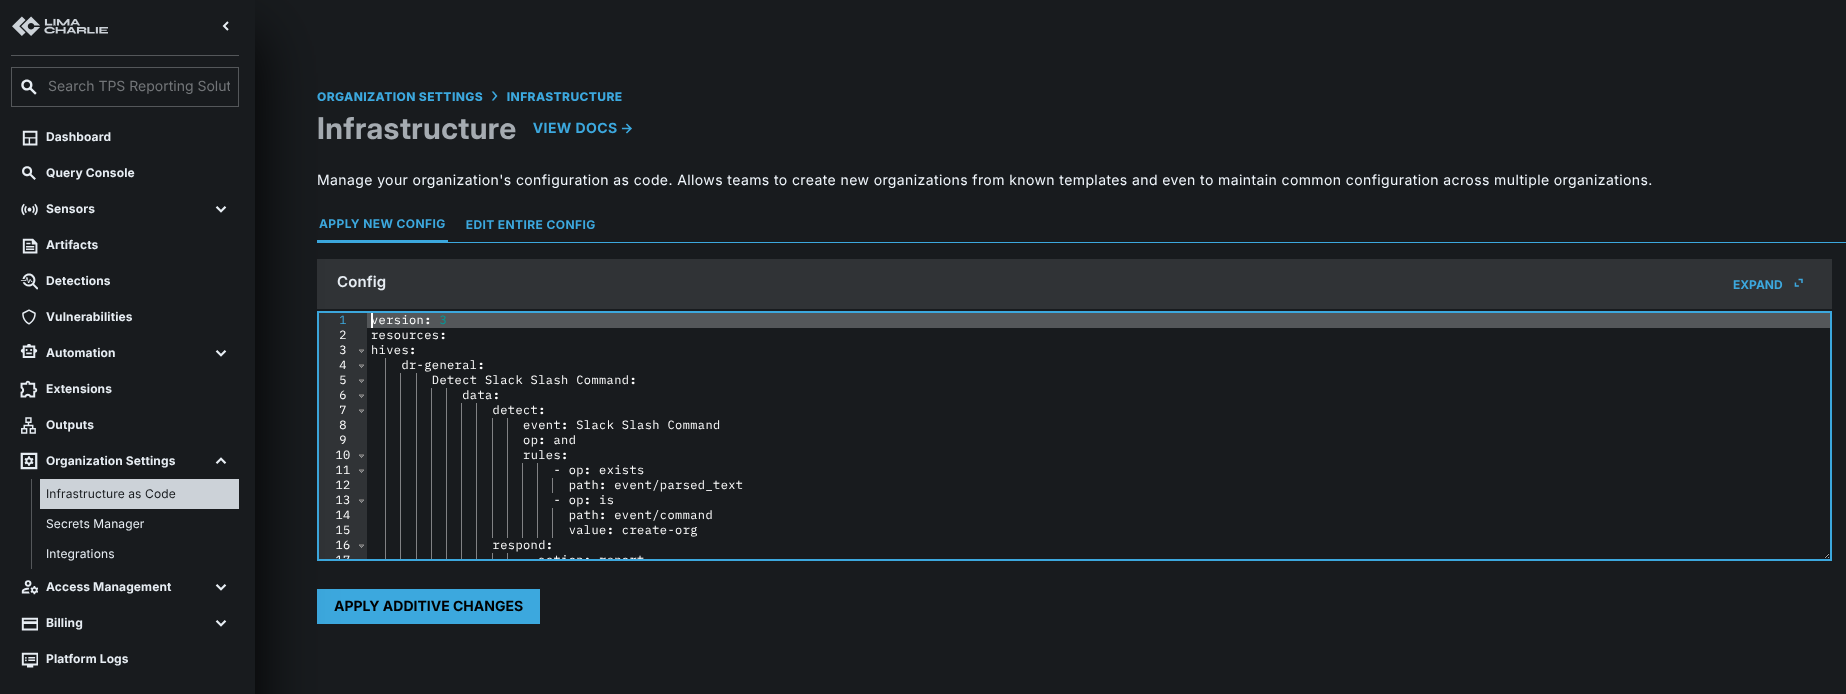 LIMA
CHARLIE
Search TPS Reporting Solut
Dashboard
Query Console
Sensors
Artifacts
Detections
Vulnerabilities
Automation
Extensions
Outputs
Organization Settings
Infrastructure as Code
Secrets Manager
Integrations
Access Management
Billing
Platform Logs
ORGANIZATION SETTINGS > INFRASTRUCTURE
Infrastructure VIEW DOCS →
Manage your organization's configuration as code. Allows teams to create new organizations from known templates and even to maintain common configuration across multiple organizations.
APPLY NEW CONFIG EDIT ENTIRE CONFIG
Config EXPAND
1 version: 3
2 resources:
3 hives:
4 dr-general:
5 Detect Slack Slash Command:
6 data:
7 detect:
8 event: Slack Slash Command
9 op: and
10 rules:
11 - op: exists
12 path: event/parsed_text
13 - op: is
14 path: event/command
15 value: create-org
16 respond:
17 action: report
APPLY ADDITIVE CHANGES